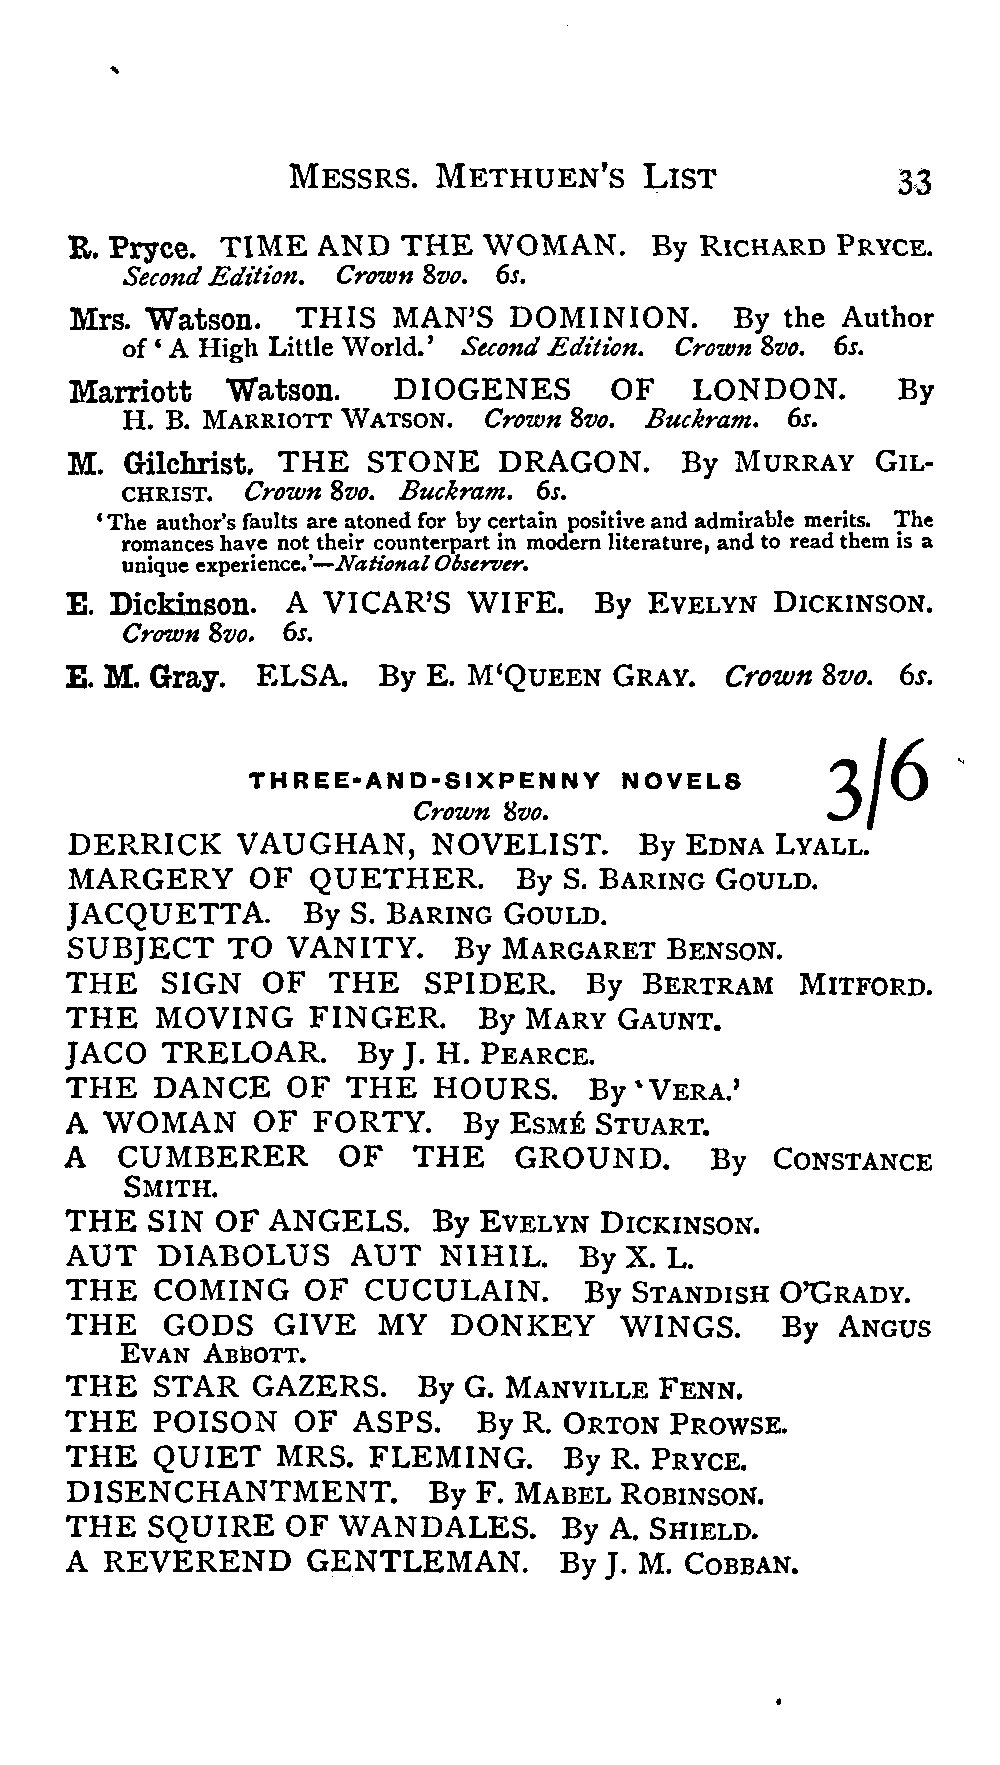 MESSRS. METHUEN'S LIST 33
R. Pryce. TIME AND THE WOMAN. By RICHARD PRYCE.
Second Edition. Crown 8vo. 6s.
Mrs. Watson. THIS MAN'S DOMINION. By the Author
of ‘A High Little World.’ Second Edition. Crown 8vo. 6s.
Marriott Watson. DIOGENES OF LONDON. By
H. B. MARRIOTT WATSON. Crown 8vo. Buckram. 6s.
M. Gilchrist. THE STONE DRAGON. By MURRAY GIL-
CHRIST. Crown 8vo. Buckram. 6s.
‘The author's faults are atoned for by certain positive and admirable merits. The
romances have not their counterpart in modern literature, and to read them is a
unique experience.’—National Observer.
E. Dickinson. A VICAR'S WIFE. By EVELYN DICKINSON.
Crown 8vo. 6s.
E. M. Gray. ELSA. By E. M‘QUEEN GRAY. Crown 8vo. 6s.
THREE-AND-SIXPENNY NOVELS 3/6
Crown 8vo.
DERRICK VAUGHAN, NOVELIST. By EDNA LYALL.
MARGERY OF QUETHER. By S. BARING GOULD.
JACQUETTA. By S. BARING GOULD.
SUBJECT TO VANITY. By MARGARET BENSON.
THE SIGN OF THE SPIDER. By BERTRAM MITFORD.
THE MOVING FINGER. By MARY GAUNT.
JACO TRELOAR. By J. H. PEARCE.
THE DANCE OF THE HOURS. By ‘VERA.’
A WOMAN OF FORTY. By ESMÉ STUART.
A CUMBERER OF THE GROUND. By CONSTANCE
SMITH.
THE SIN OF ANGELS. By EVELYN DICKINSON.
AUT DIABOLUS AUT NIHIL. By X. L.
THE COMING OF CUCULAIN. By STANDISH O'GRADY.
THE GODS GIVE MY DONKEY WINGS. By ANGUS
EVAN ABBOTT.
THE STAR GAZERS. By G. MANVILLE FENN.
THE POISON OF ASPS. By R. ORTON PROWSE.
THE QUIET MRS. FLEMING. By R. PRYCE.
DISENCHANTMENT. By F. MABEL ROBINSON.
THE SQUIRE OF WANDALES. By A. SHIELD.
A REVEREND GENTLEMAN. By J. M. COBBAN.